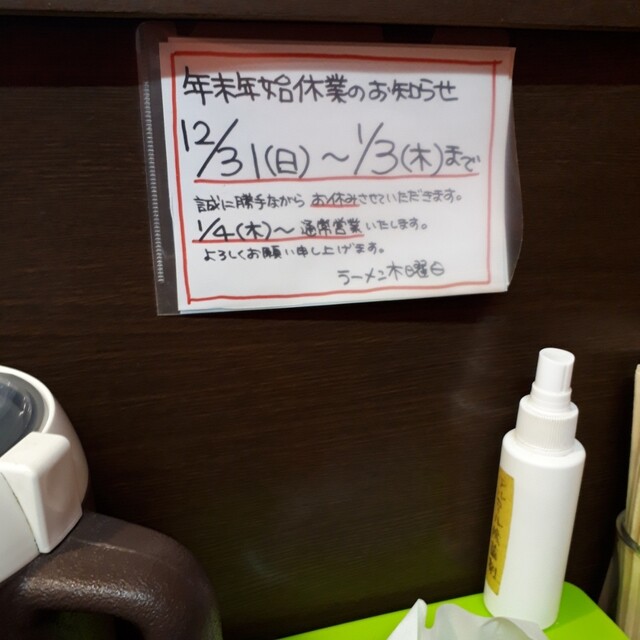 年末年始休業のお知らせ
12/31(日)〜1/3(木)まで
誠に勝手ながらお休みさせていただきます。
1/4(木)〜通常営業いたします。
よろしくお願い申し上げます。
ラーメン木曜日